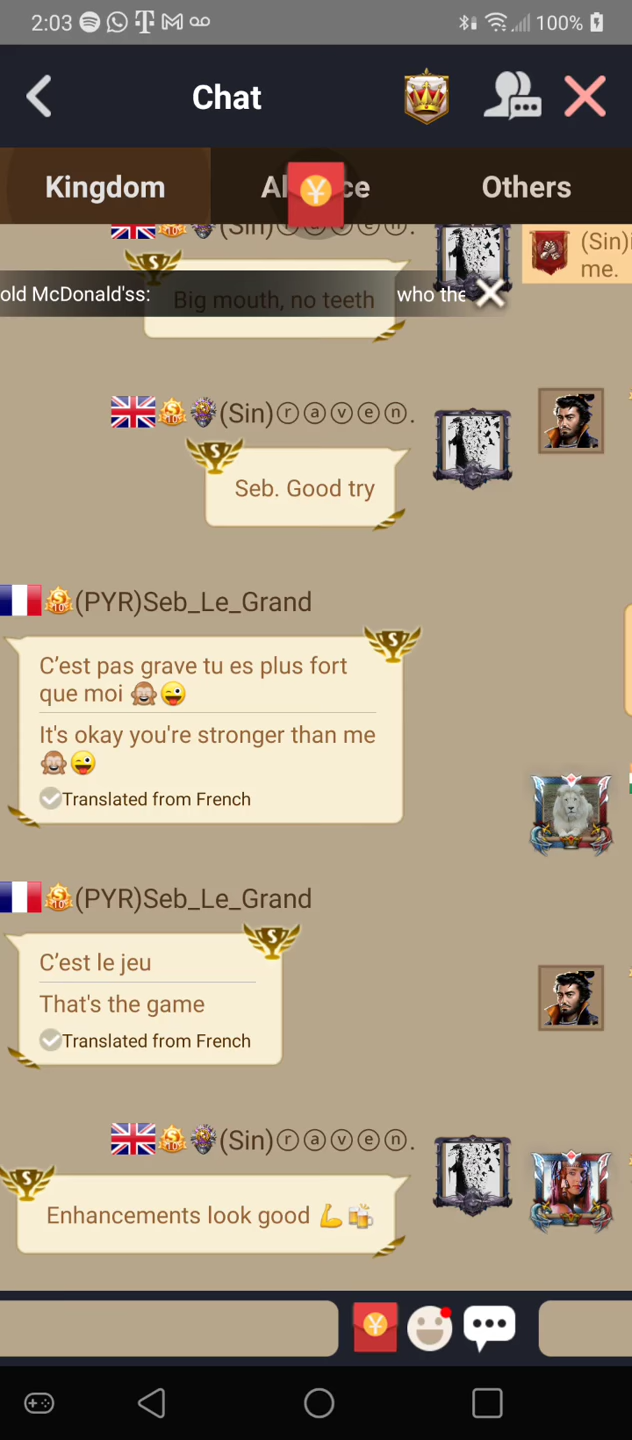 2:03
100%
Chat
Kingdom
Others
(Sin)ⓡⓐⓥⓔⓝ.
(Sin)i
me.
old McDonald'ss:
who the
Big mouth, no teeth
(Sin)ⓡⓐⓥⓔⓝ.
Seb. Good try
(PYR)Seb_Le_Grand
C'est pas grave tu es plus fort
que moi 🙈😜
It's okay you're stronger than me
🙈😜
Translated from French
(PYR)Seb_Le_Grand
C'est le jeu
That's the game
Translated from French
(Sin)ⓡⓐⓥⓔⓝ.
Enhancements look good 💪🍻